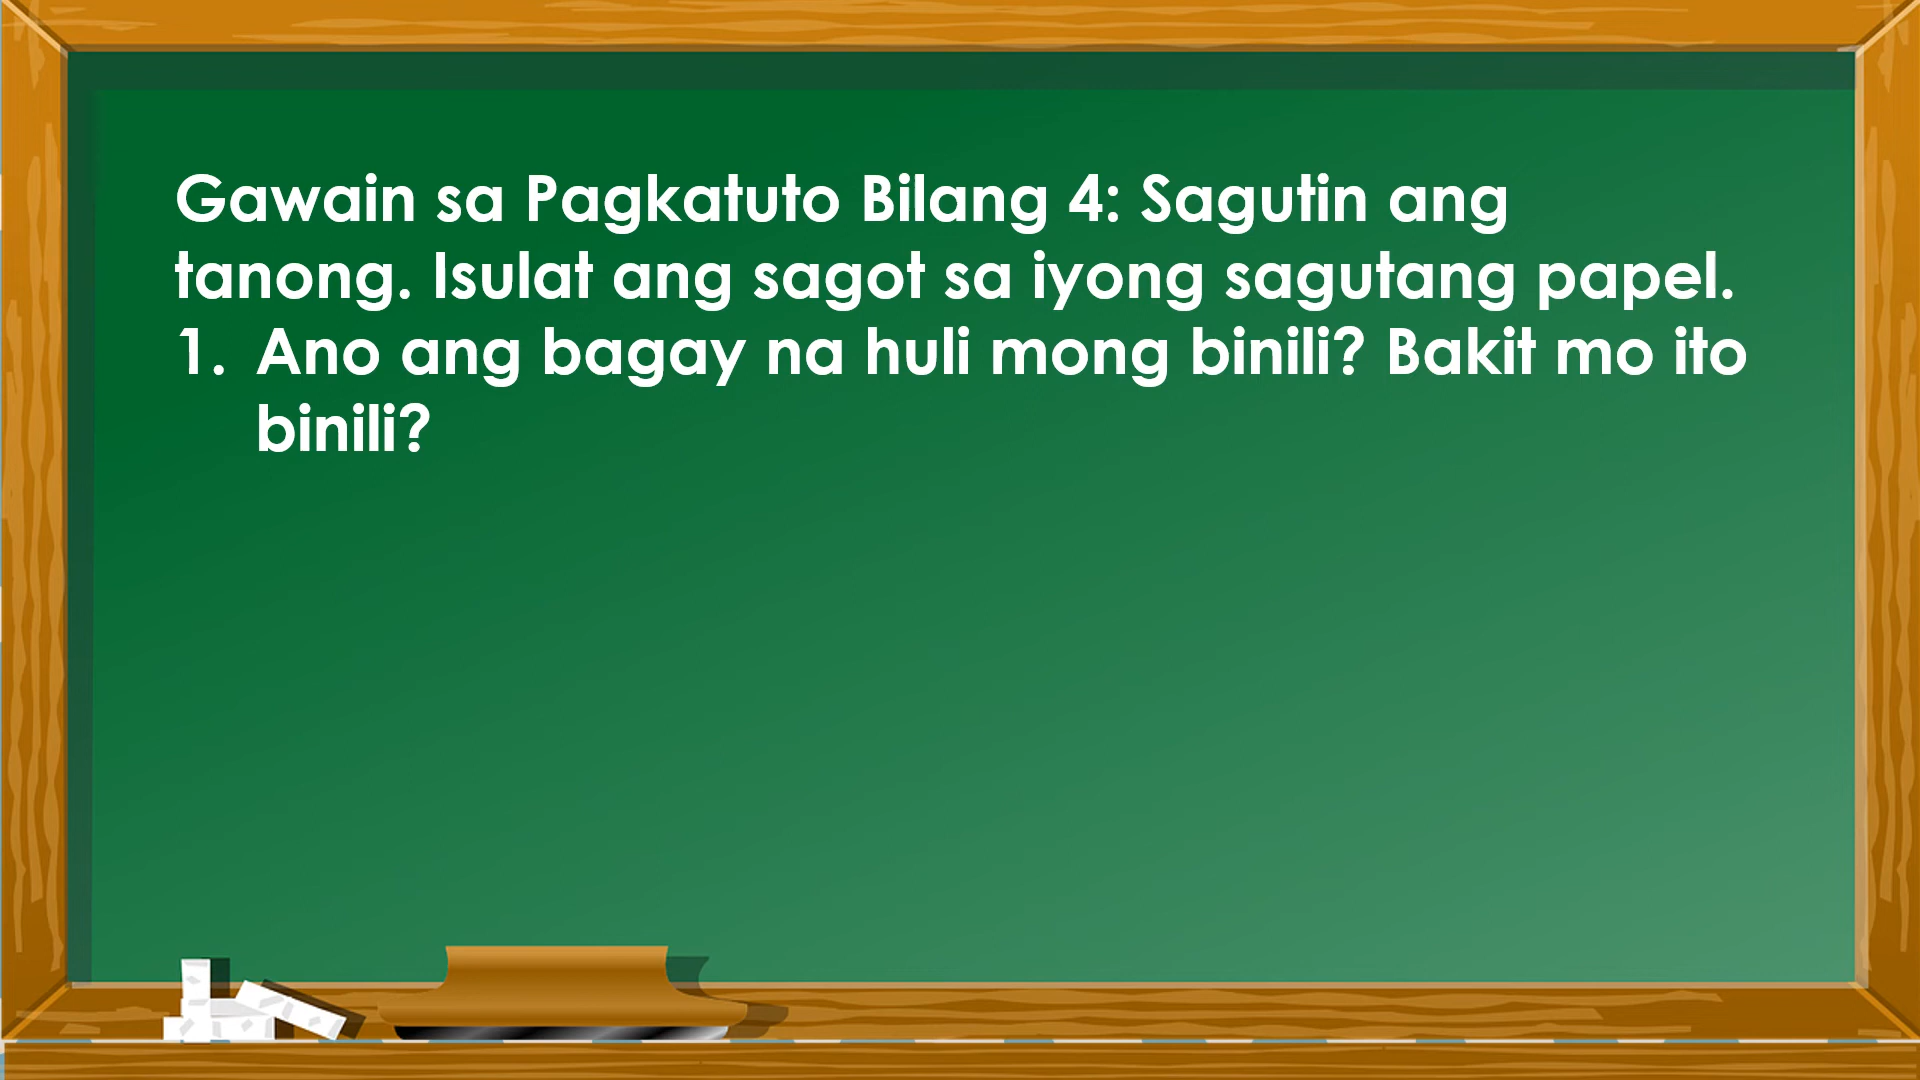 Gawain sa Pagkatuto Bilang 4: Sagutin ang
tanong. Isulat ang sagot sa iyong sagutang papel.
1. Ano ang bagay na huli mong binili? Bakit mo ito
binili?